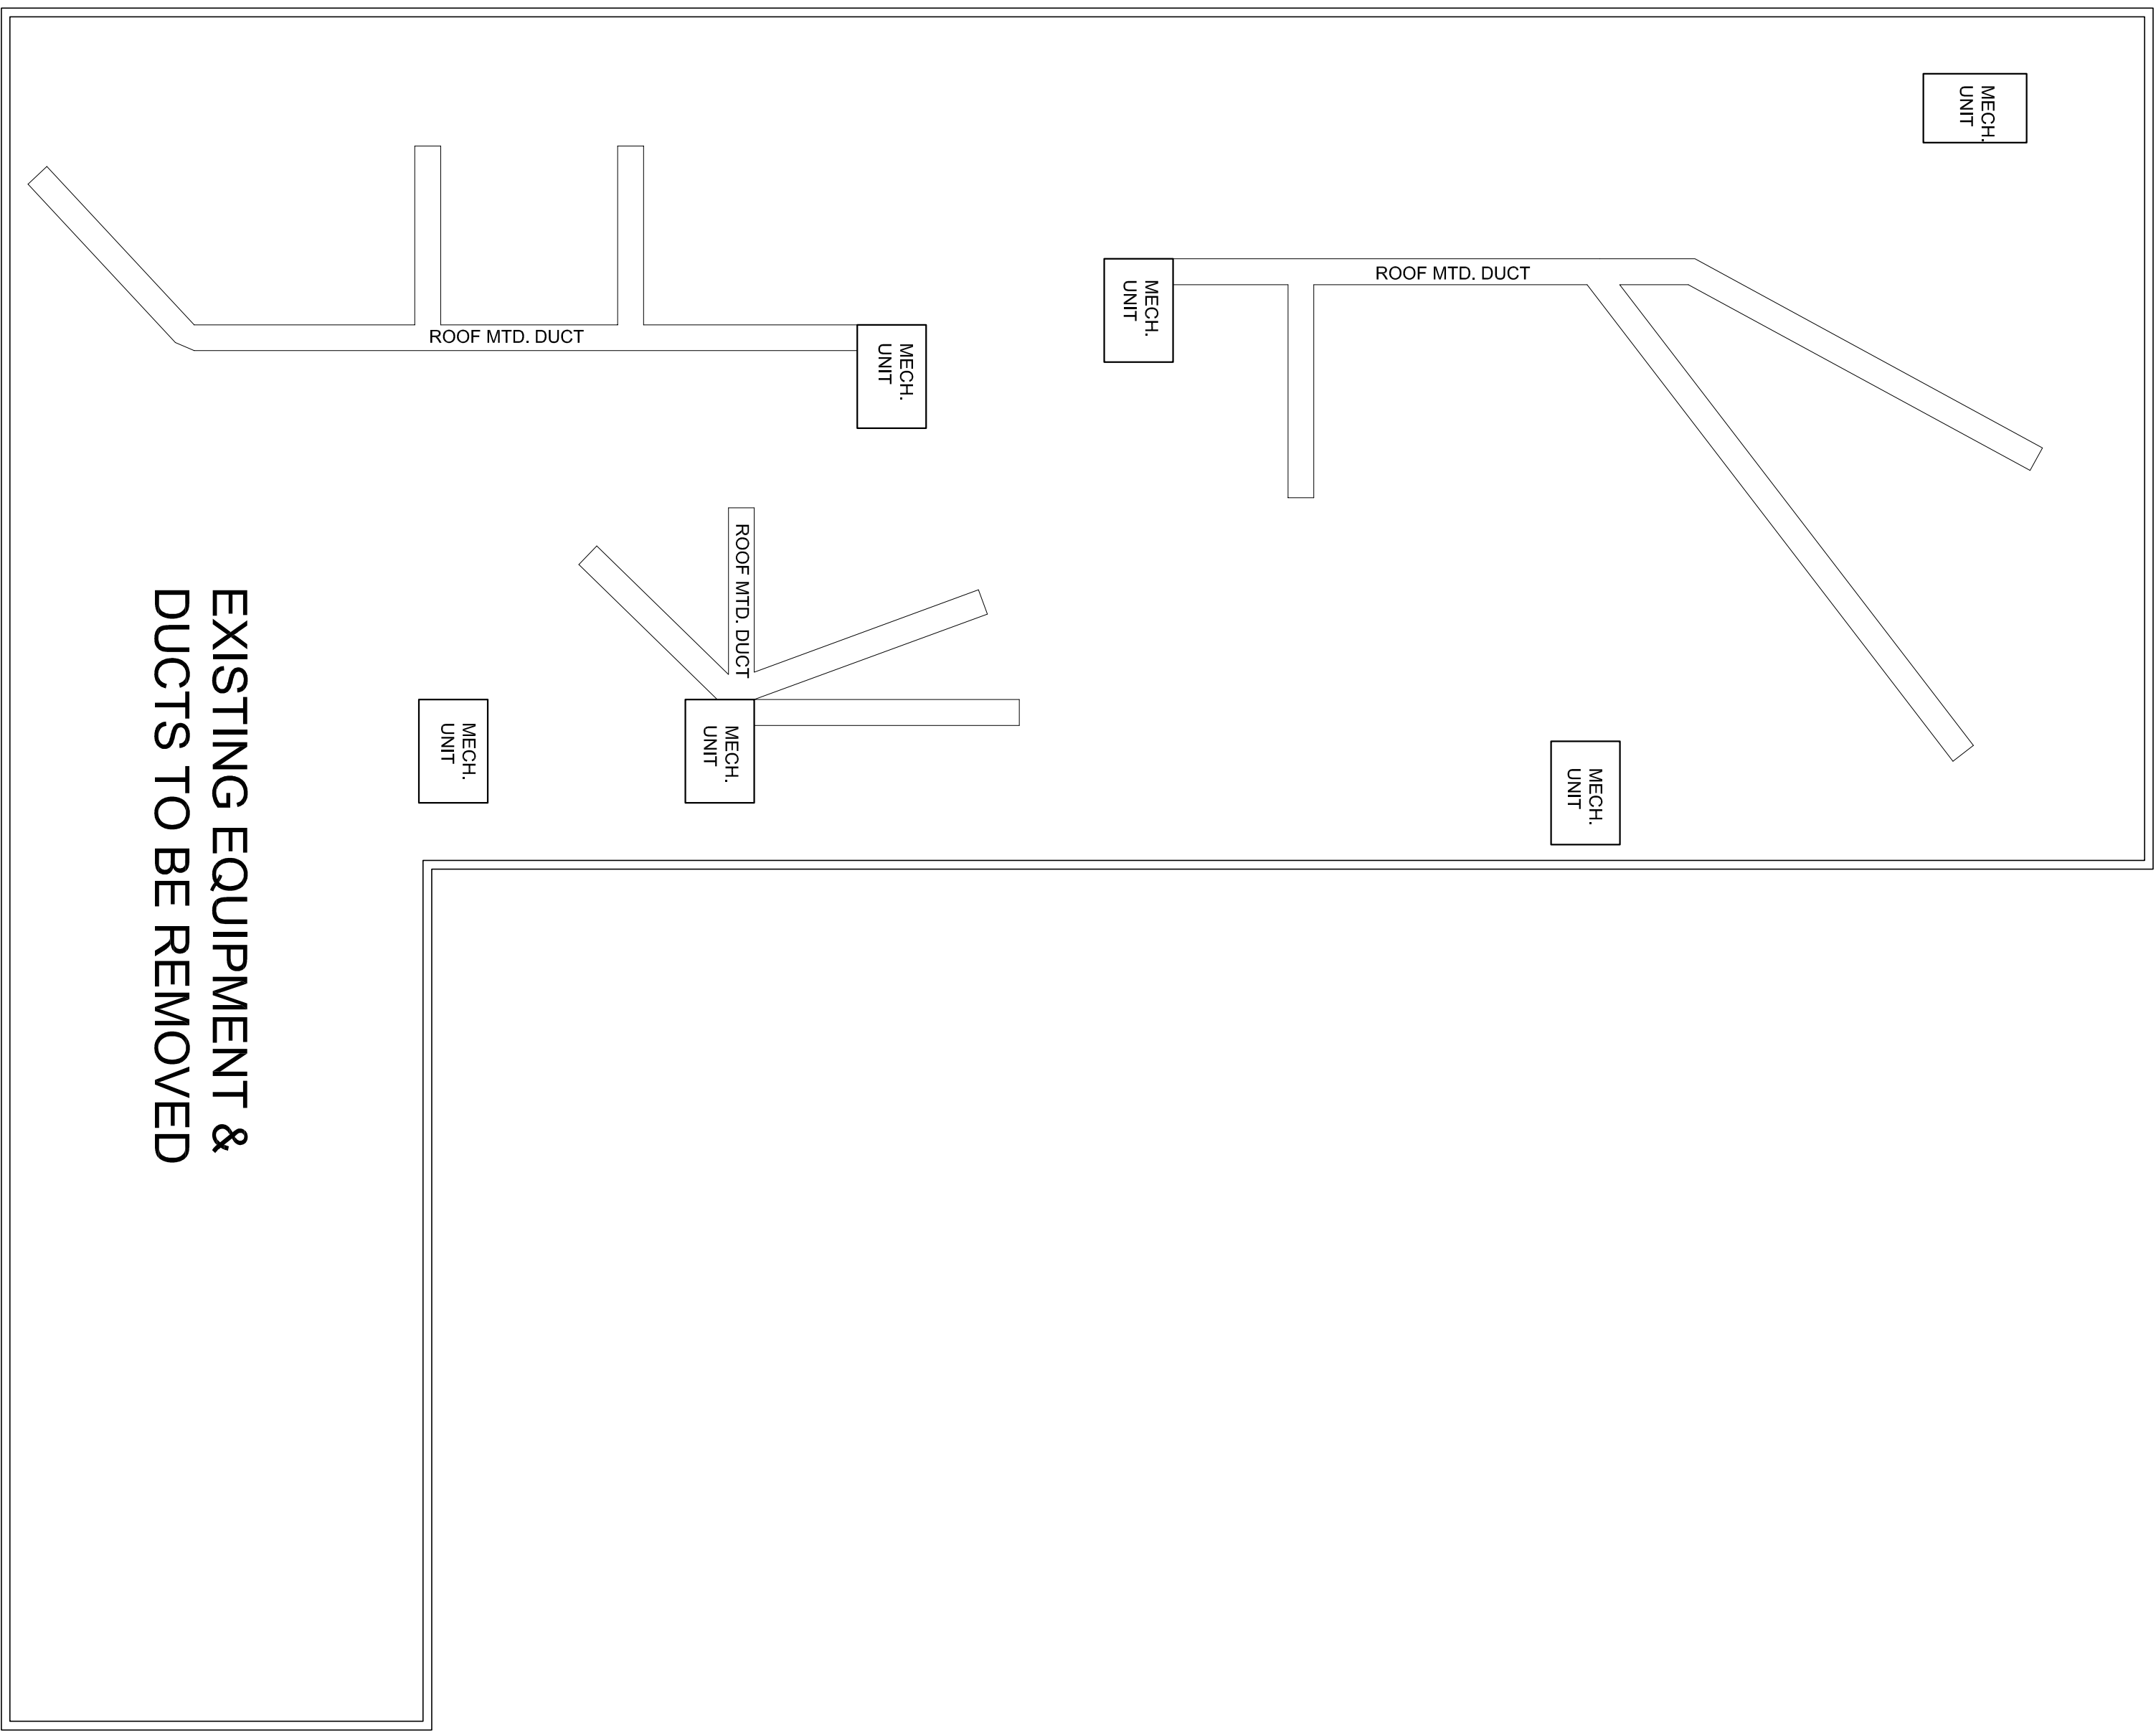 MECH.
UNIT
ROOF MTD. DUCT
MECH.
UNIT
ROOF MTD. DUCT
MECH.
UNIT
ROOF MTD. DUCT
MECH.
UNIT
MECH.
UNIT
MECH.
UNIT
EXISTING EQUIPMENT &
DUCTS TO BE REMOVED